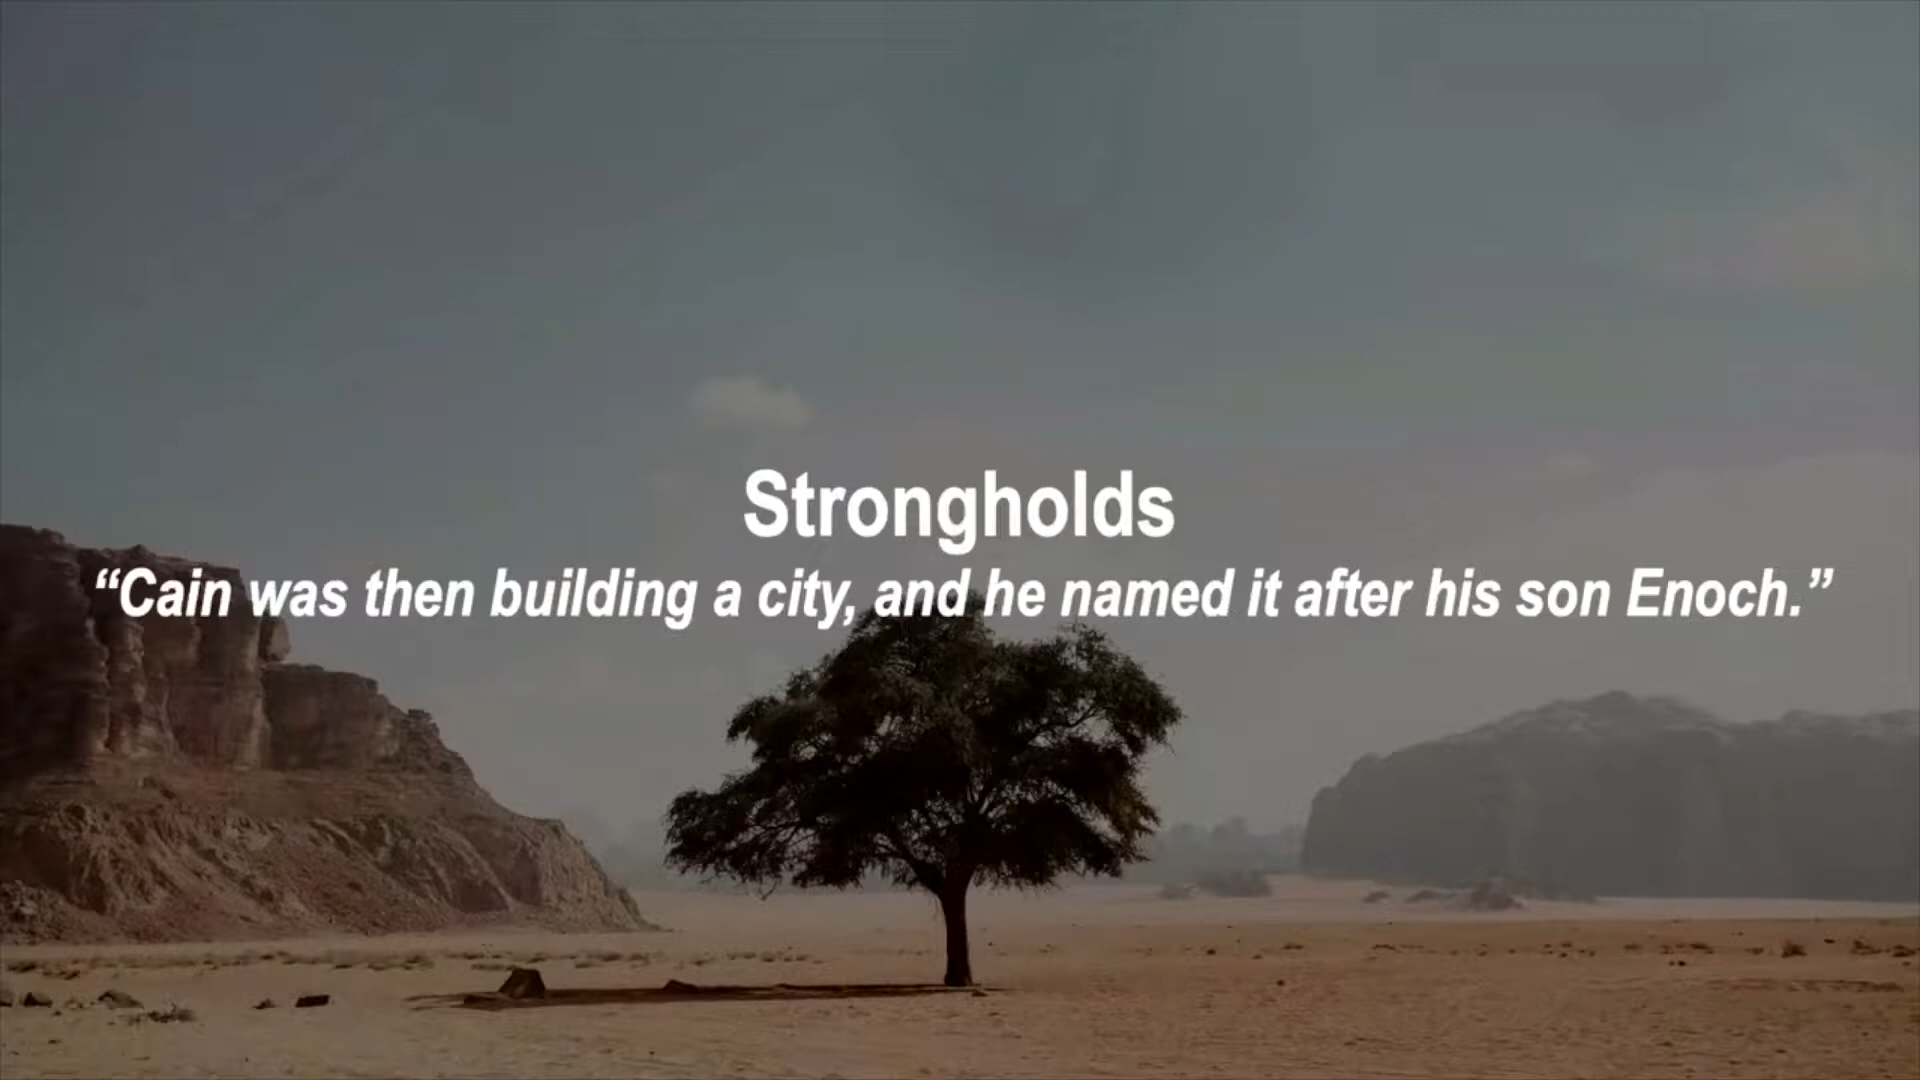 Strongholds
“Cain was then building a city, and he named it after his son Enoch.”